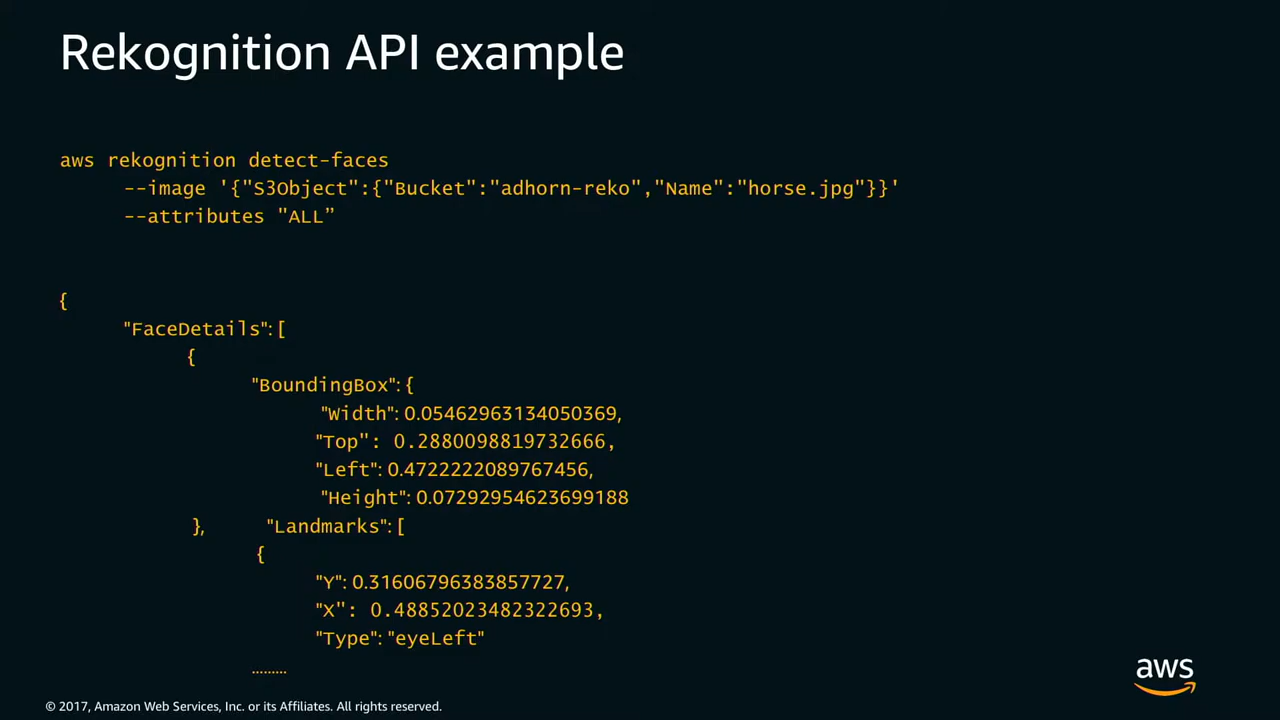 Rekognition API example
aws rekognition detect-faces
--image '{"S3Object":{"Bucket":"adhorn-reko","Name":"horse.jpg"}}'
--attributes "ALL”
{
"FaceDetails": [
{
"BoundingBox": {
"Width": 0.05462963134050369,
"Top": 0.2880098819732666,
"Left": 0.4722222089767456,
"Height": 0.07292954623699188
}, "Landmarks": [
{
"Y": 0.31606796383857727,
"X": 0.48852023482322693,
"Type": "eyeLeft"
………
aws
© 2017, Amazon Web Services, Inc. or its Affiliates. All rights reserved.